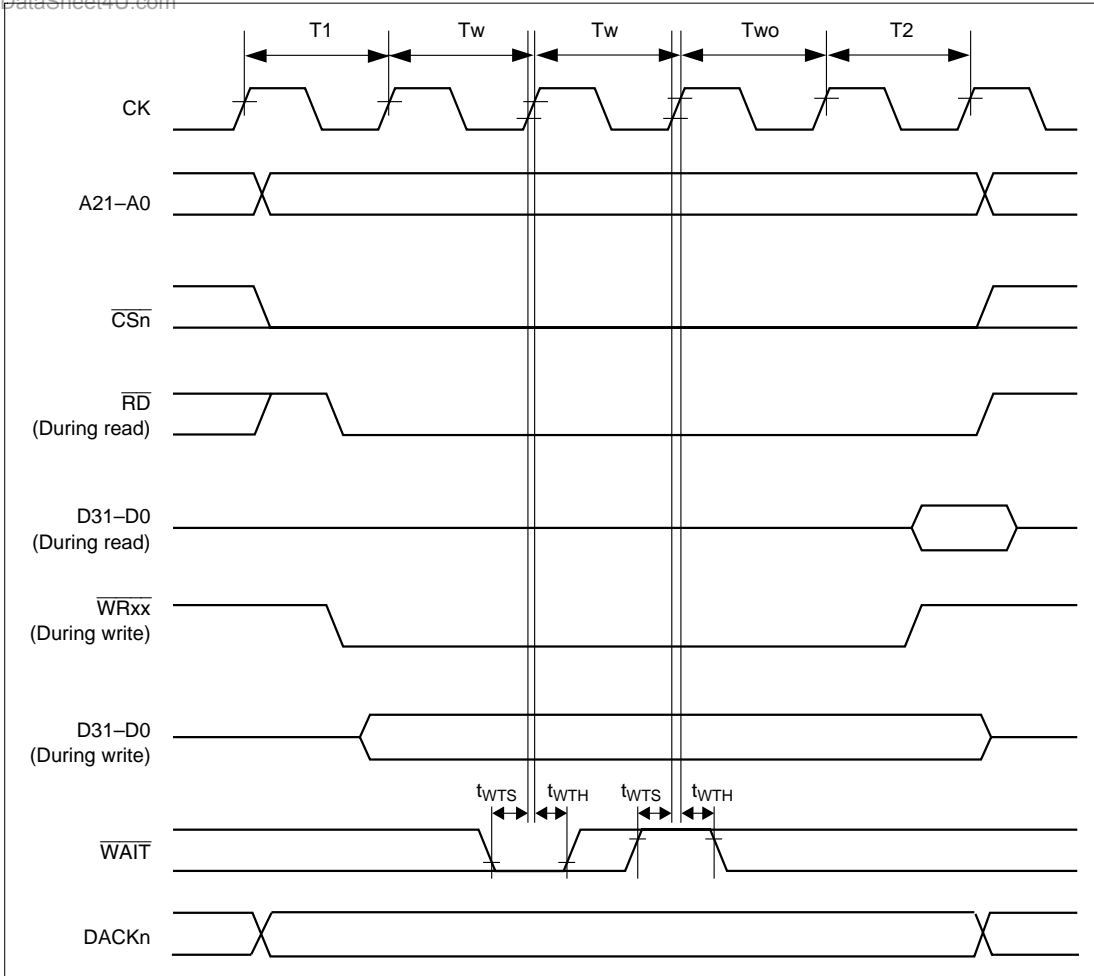 DataSheet4U.com
T1 Tw Tw Two T2
CK
A21–A0
CSn
RD
(During read)
D31–D0
(During read)
WRxx
(During write)
D31–D0
(During write)
tWTS tWTH tWTS tWTH
WAIT
DACKn